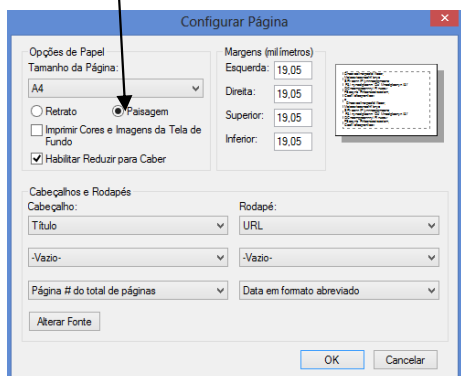 Configurar Página
Opções de Papel
Tamanho da Página:
A4
Retrato
Paisagem
Imprimir Cores e Imagens da Tela de
Fundo
Habilitar Reduzir para Caber
Margens (milímetros)
Esquerda: 19,05
Direita: 19,05
Superior: 19,05
Inferior: 19,05
Cabeçalhos e Rodapés
Cabeçalho:
Rodapé:
Título
URL
-Vazio-
-Vazio-
Página # do total de páginas
Data em formato abreviado
Alterar Fonte
OK
Cancelar